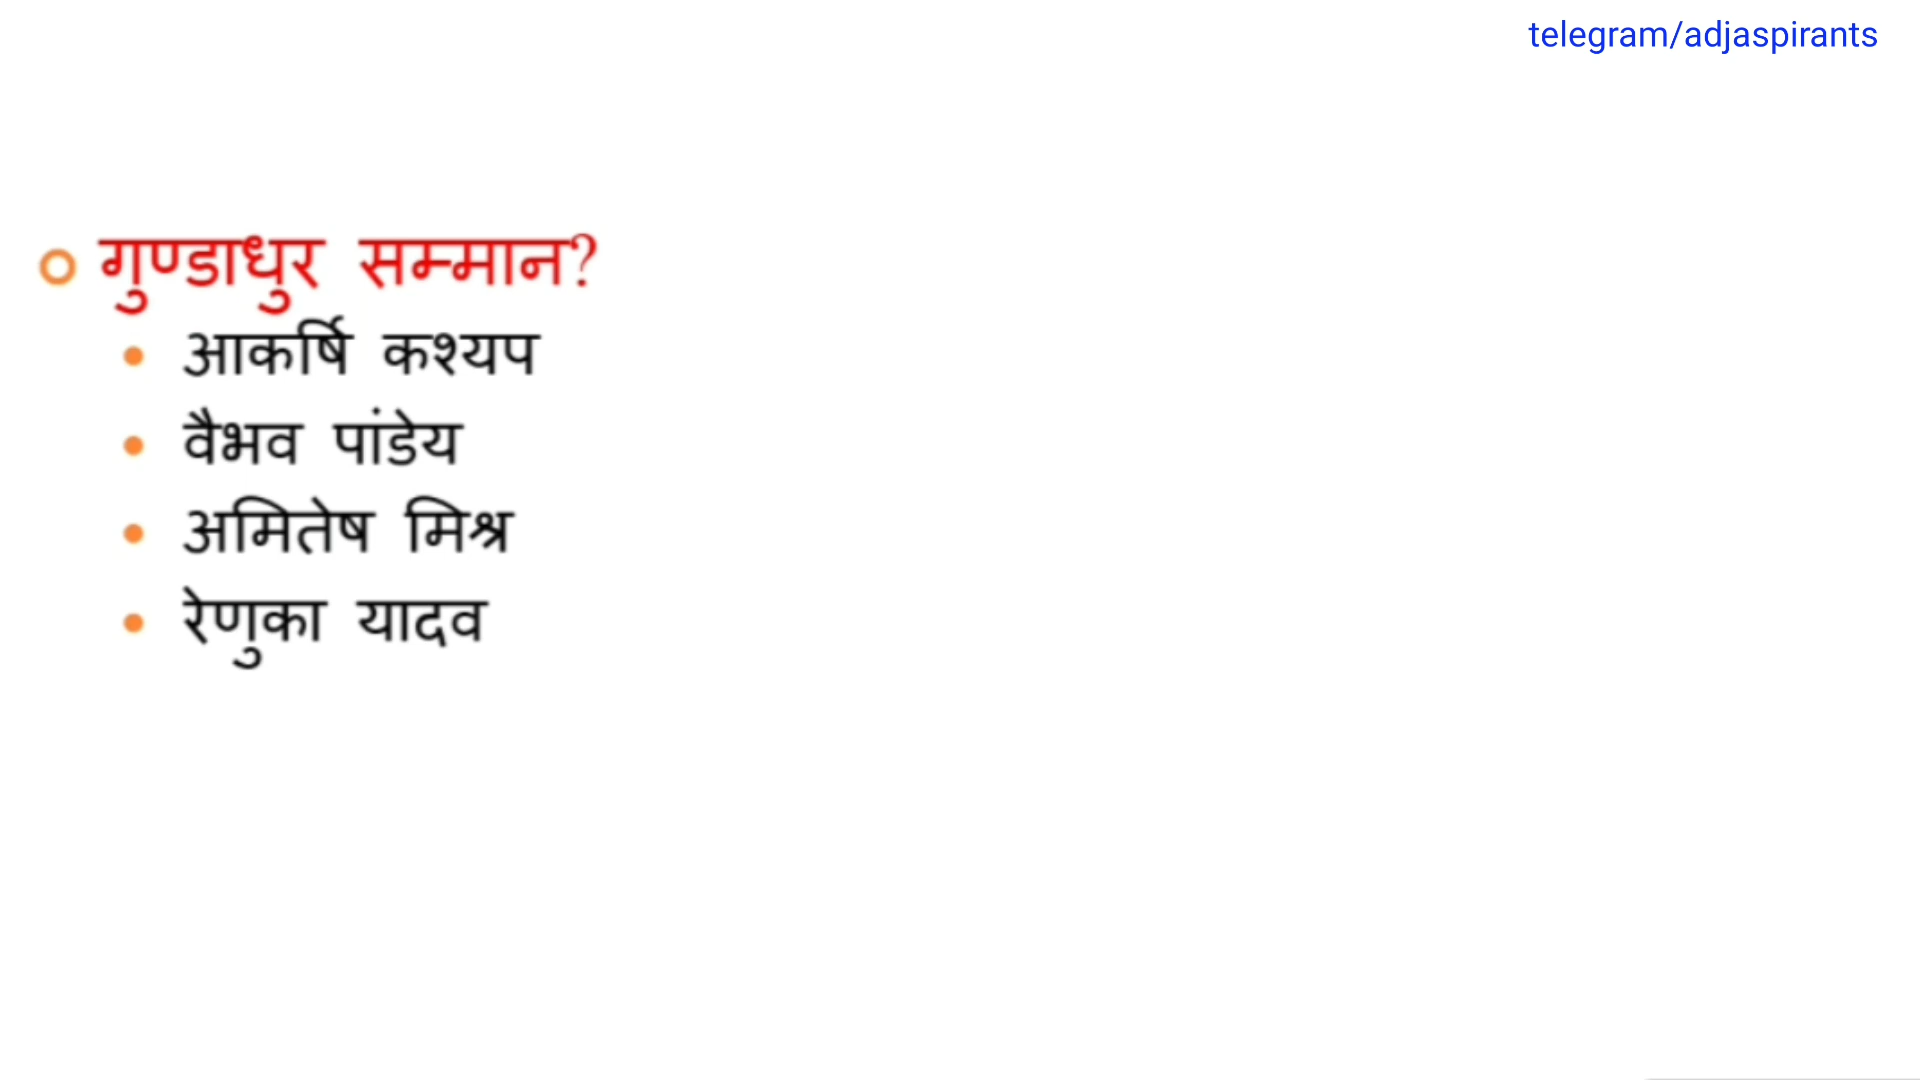 telegram/adjaspirants
गुण्डाधुर सम्मान?
आकर्षि कश्यप
वैभव पांडेय
अमितेष मिश्र
रेणुका यादव